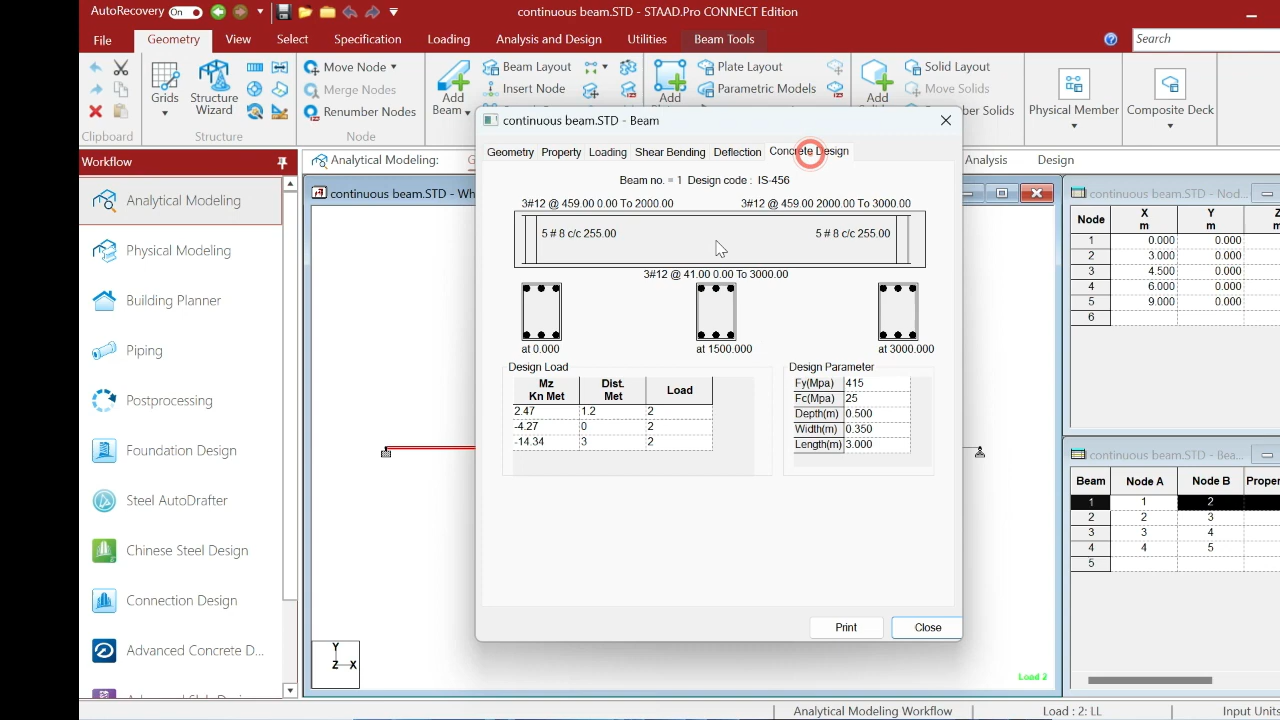 AutoRecovery On
continuous beam.STD - STAAD.Pro CONNECT Edition
File Geometry View Select Specification Loading Analysis and Design Utilities Beam Tools Search
Move Node Beam Layout Plate Layout Solid Layout
Merge Nodes Insert Node Parametric Models Move Solids
Grids Structure Wizard Renumber Nodes Add Beam Add Add Solids Physical Member Composite Deck
Clipboard Structure Node
Workflow
Analytical Modeling: Analysis Design
Analytical Modeling
Physical Modeling
Building Planner
Piping
Postprocessing
Foundation Design
Steel AutoDrafter
Chinese Steel Design
Connection Design
Advanced Concrete D...
continuous beam.STD - Wh
Y
Z X
Load 2
continuous beam.STD - Beam
Geometry Property Loading Shear Bending Deflection Concrete Design
Beam no. = 1 Design code : IS-456
3#12 @ 459.00 0.00 To 2000.00 3#12 @ 459.00 2000.00 To 3000.00
5 # 8 c/c 255.00 5 # 8 c/c 255.00
3#12 @ 41.00 0.00 To 3000.00
at 0.000 at 1500.000 at 3000.000
Design Load
Mz Dist. Load
Kn Met Met
2.47 1.2 2
-4.27 0 2
-14.34 3 2
Design Parameter
Fy(Mpa) 415
Fc(Mpa) 25
Depth(m) 0.500
Width(m) 0.350
Length(m) 3.000
Print Close
continuous beam.STD - Nod...
Node X Y Z
m m
1 0.000 0.000
2 3.000 0.000
3 4.500 0.000
4 6.000 0.000
5 9.000 0.000
6
continuous beam.STD - Bea...
Beam Node A Node B Proper
1 1 2
2 2 3
3 3 4
4 4 5
5
Analytical Modeling Workflow Load : 2: LL Input Units